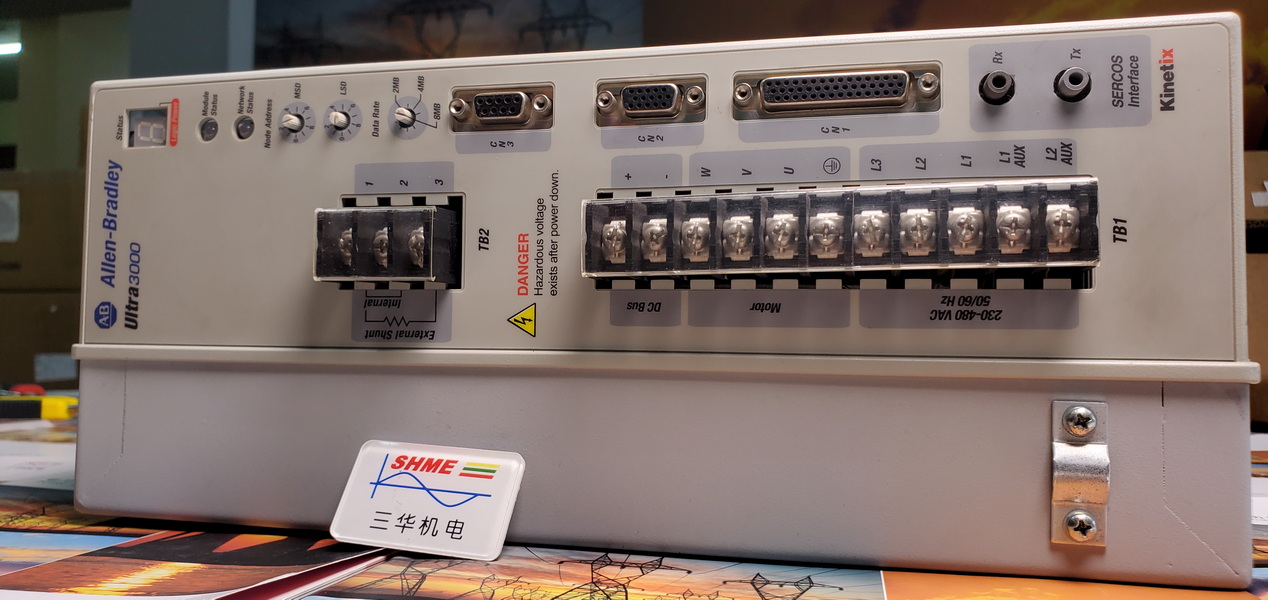 AB Allen-Bradley
Ultra3000
Status
Module
Status
Network
Status
Node Address
MSD
LSD
Data Rate
2MB
4MB
8MB
CN3
CN2
CN1
Rx
Tx
SERCOS
Interface
Kinetix
1
2
3
TB2
Internal
External Shunt
DANGER
Hazardous voltage
exists after power down.
+
-
W
V
U
L3
L2
L1
L1
AUX
L2
AUX
TB1
DC Bus
Motor
230-480 VAC
50/60 Hz
SHME
三华机电